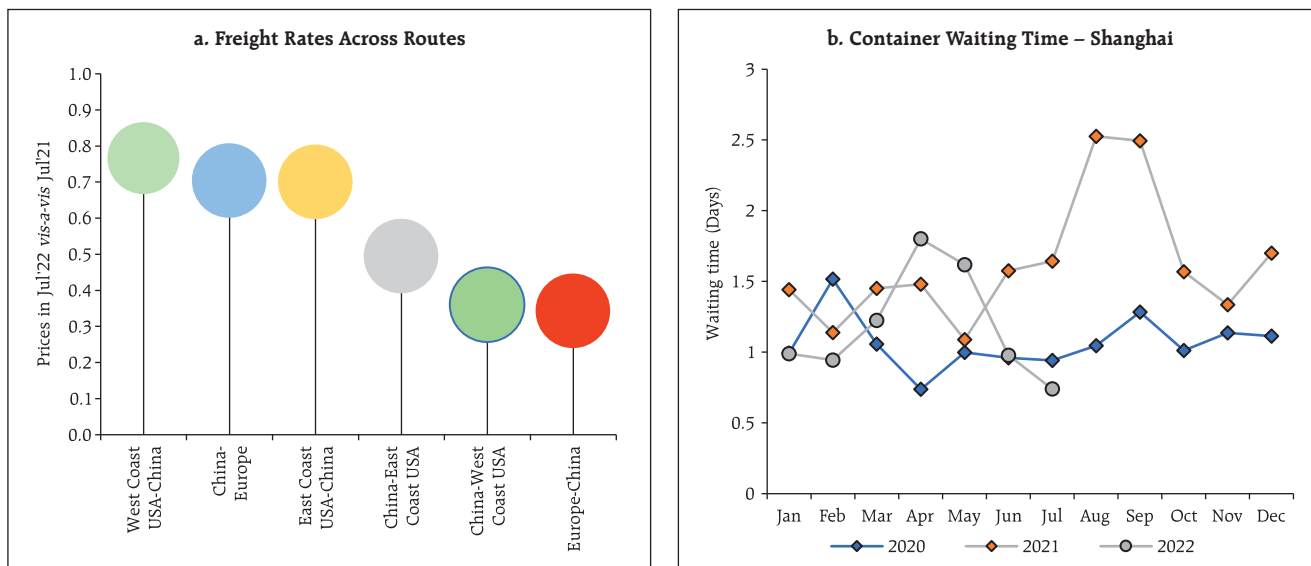 a. Freight Rates Across Routes
Prices in Jul'22 vis-a-vis Jul'21
1.0
0.9
0.8
0.7
0.6
0.5
0.4
0.3
0.2
0.1
0.0
West Coast
USA-China
China-
Europe
East Coast
USA-China
China-East
Coast USA
China-West
Coast USA
Europe-China
b. Container Waiting Time – Shanghai
Waiting time (Days)
3
2.5
2
1.5
1
0.5
0
Jan Feb Mar Apr May Jun Jul Aug Sep Oct Nov Dec
2020 2021 2022